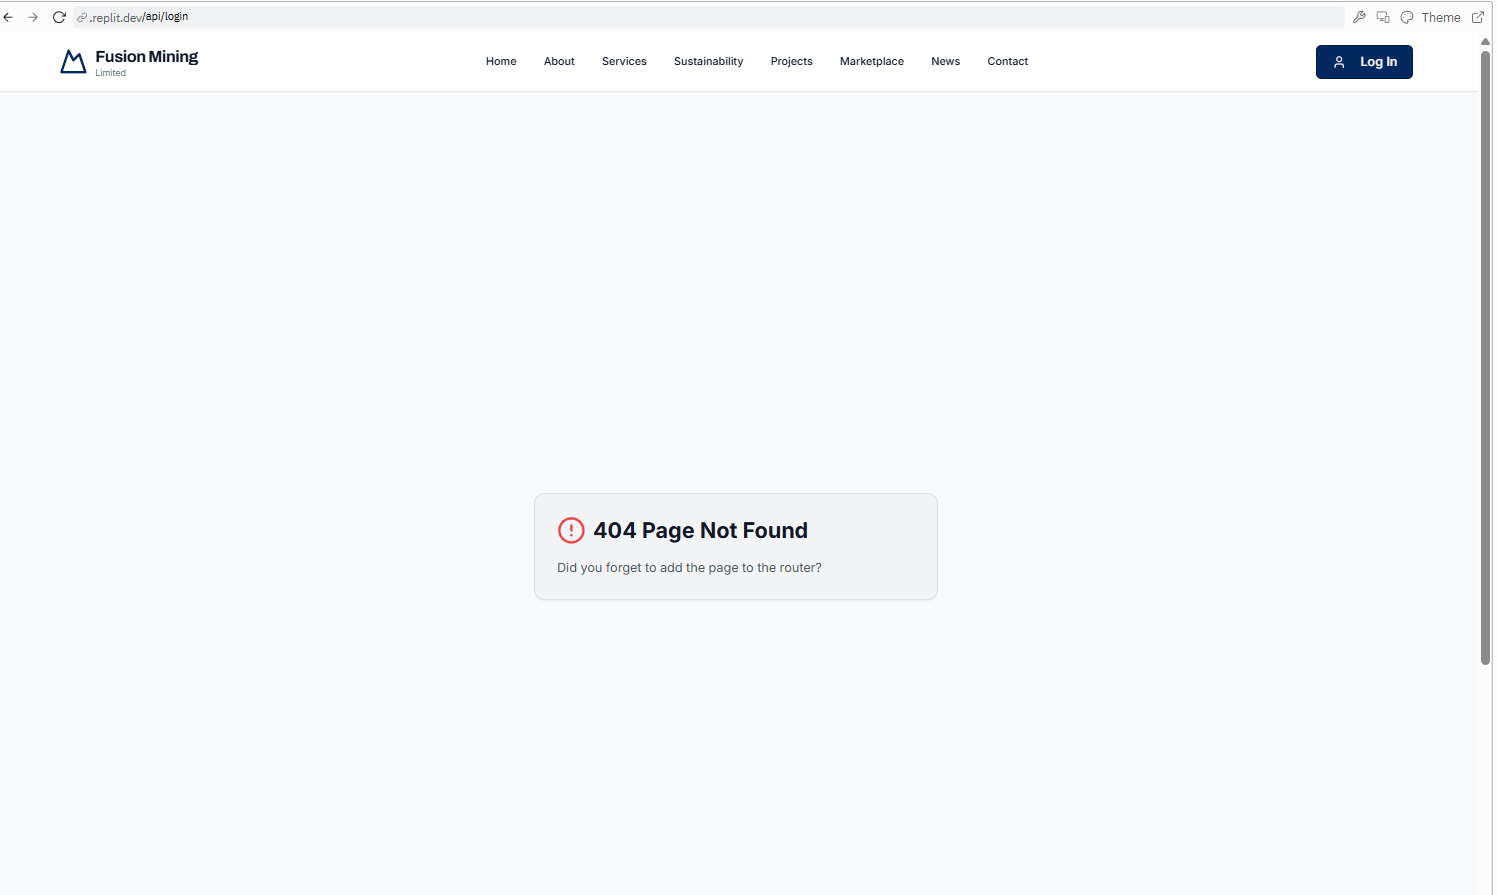 .replit.dev/api/login
Theme
Fusion Mining
Limited
Home About Services Sustainability Projects Marketplace News Contact
Log In
404 Page Not Found
Did you forget to add the page to the router?